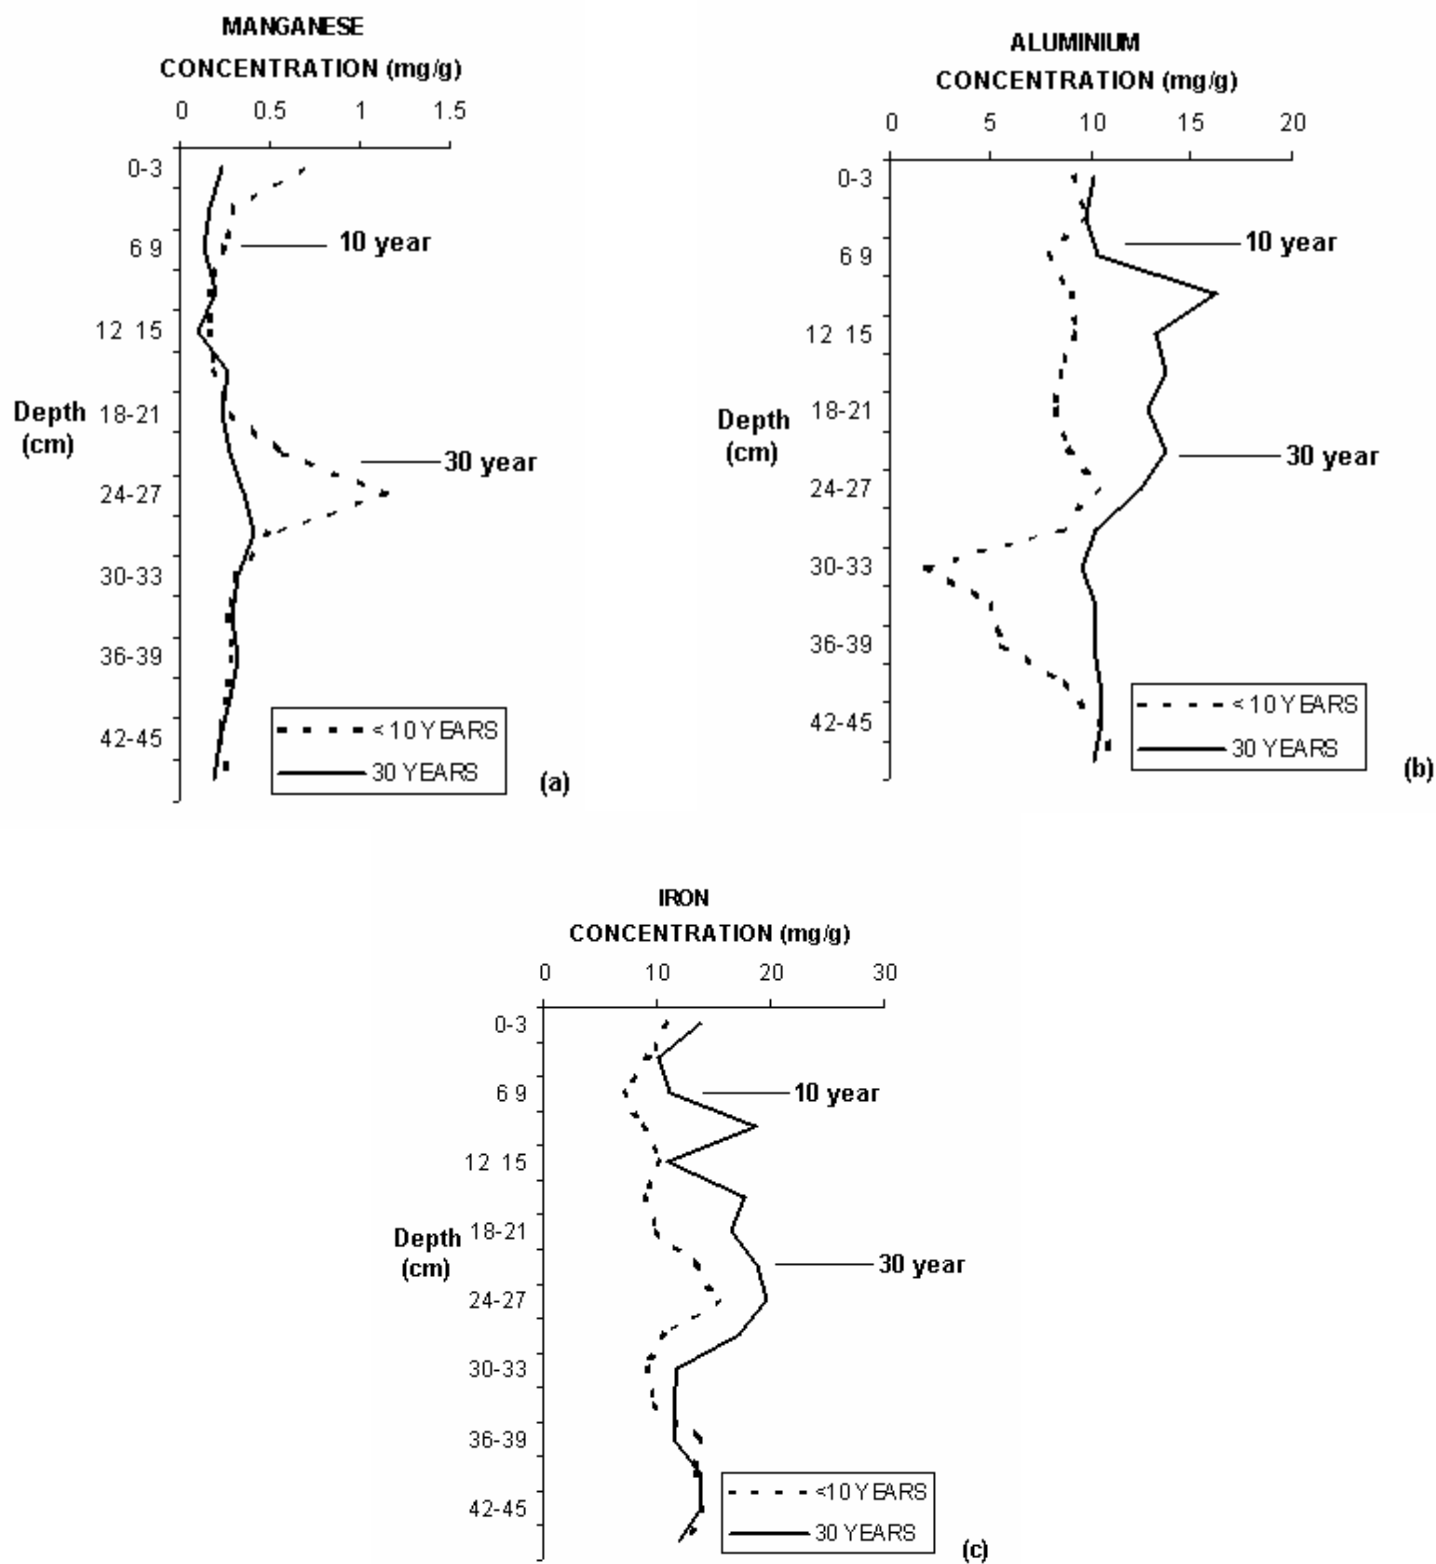 MANGANESE
CONCENTRATION (mg/g)
0 0.5 1 1.5
0-3
6 9
12 15
18-21
24-27
30-33
36-39
42-45
Depth
(cm)
10 year
30 year
< 10 YEARS
30 YEARS
(a)
ALUMINIUM
CONCENTRATION (mg/g)
0 5 10 15 20
0-3
6 9
12 15
18-21
24-27
30-33
36-39
42-45
Depth
(cm)
10 year
30 year
< 10 YEARS
30 YEARS
(b)
IRON
CONCENTRATION (mg/g)
0 10 20 30
0-3
6 9
12 15
18-21
24-27
30-33
36-39
42-45
Depth
(cm)
10 year
30 year
<10 YEARS
30 YEARS
(c)